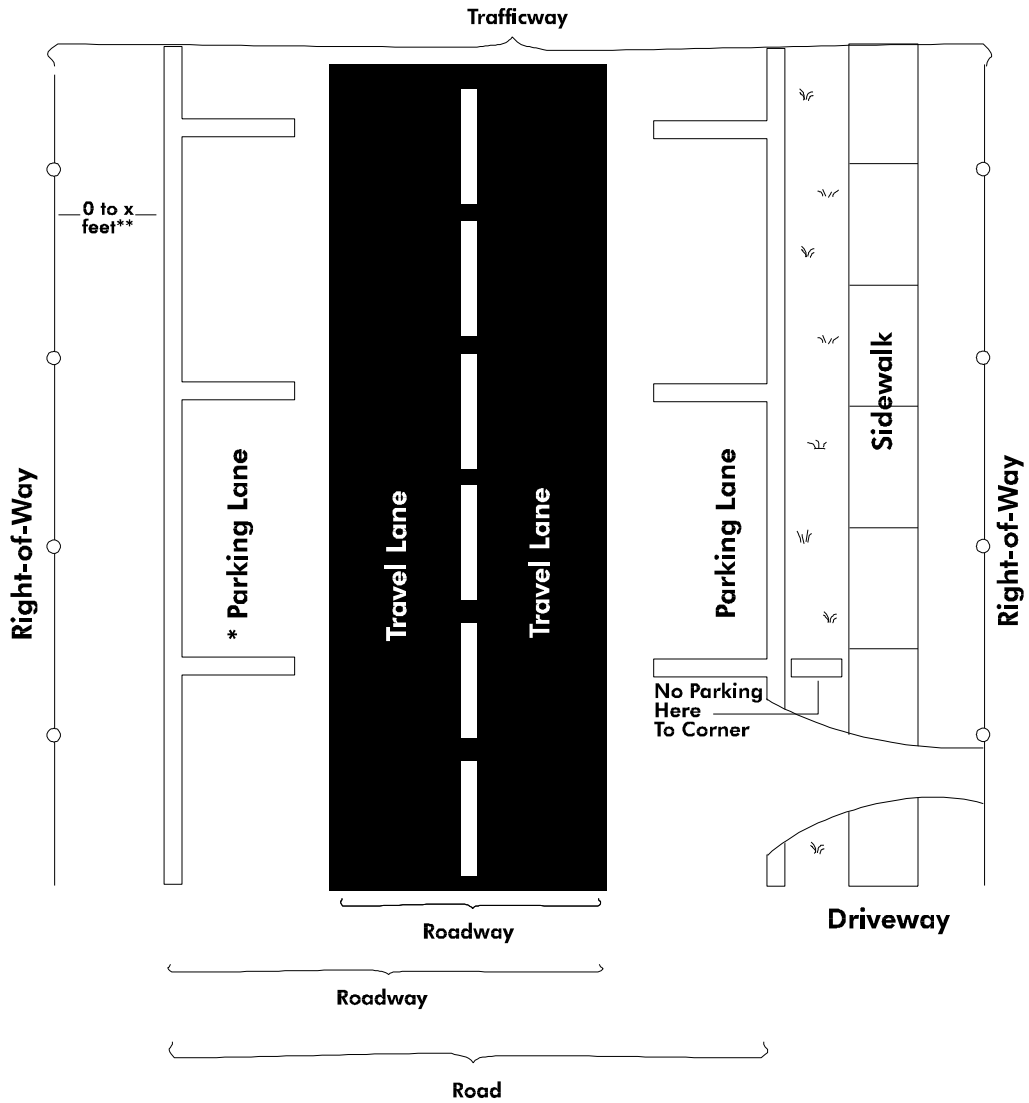 Trafficway
0 to x
feet**
Right-of-Way
* Parking Lane
Travel Lane
Travel Lane
Parking Lane
Sidewalk
Right-of-Way
No Parking
Here
To Corner
Driveway
Roadway
Roadway
Road